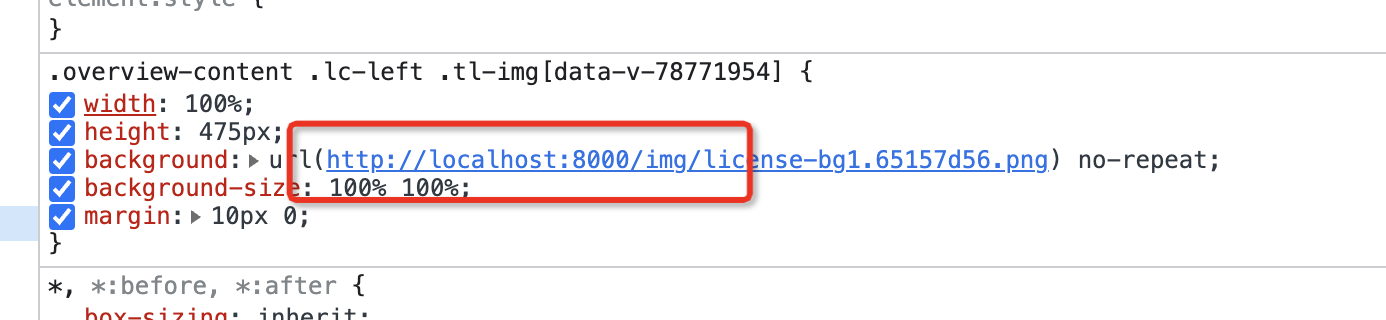 element.style {
}
.overview-content .lc-left .tl-img[data-v-78771954] {
width: 100%;
height: 475px;
background: url(http://localhost:8000/img/license-bg1.65157d56.png) no-repeat;
background-size: 100% 100%;
margin: 10px 0;
}
*, *:before, *:after {
box-sizing: inherit;